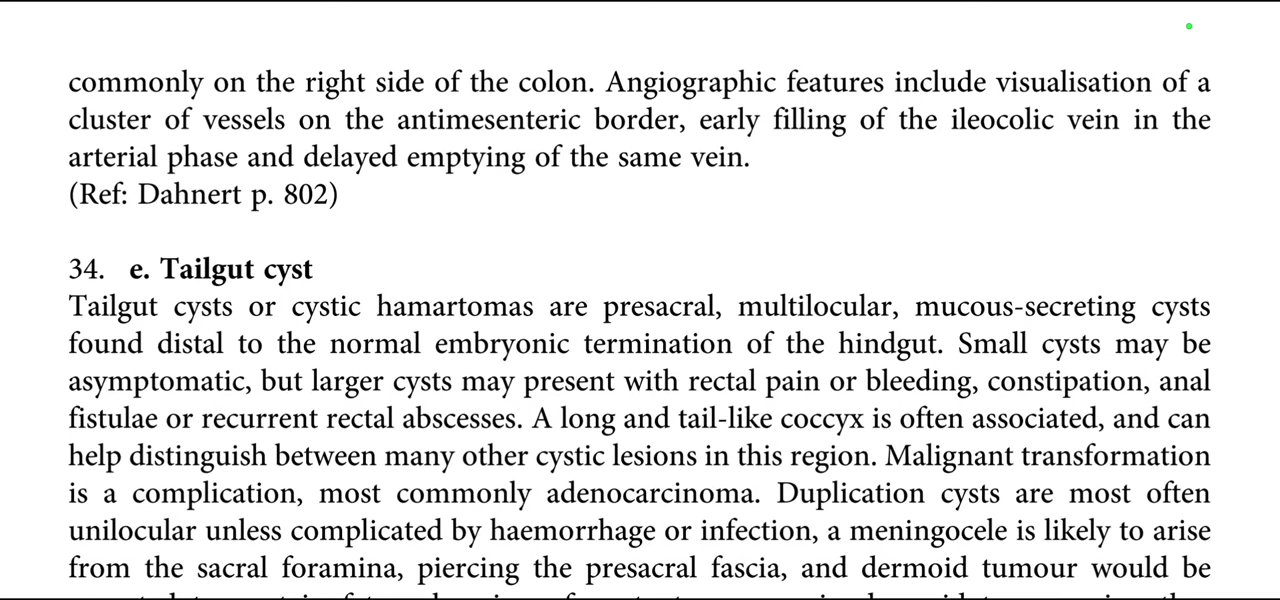 commonly on the right side of the colon. Angiographic features include visualisation of a
cluster of vessels on the antimesenteric border, early filling of the ileocolic vein in the
arterial phase and delayed emptying of the same vein.
(Ref: Dahnert p. 802)
34. e. Tailgut cyst
Tailgut cysts or cystic hamartomas are presacral, multilocular, mucous-secreting cysts
found distal to the normal embryonic termination of the hindgut. Small cysts may be
asymptomatic, but larger cysts may present with rectal pain or bleeding, constipation, anal
fistulae or recurrent rectal abscesses. A long and tail-like coccyx is often associated, and can
help distinguish between many other cystic lesions in this region. Malignant transformation
is a complication, most commonly adenocarcinoma. Duplication cysts are most often
unilocular unless complicated by haemorrhage or infection, a meningocele is likely to arise
from the sacral foramina, piercing the presacral fascia, and dermoid tumour would be